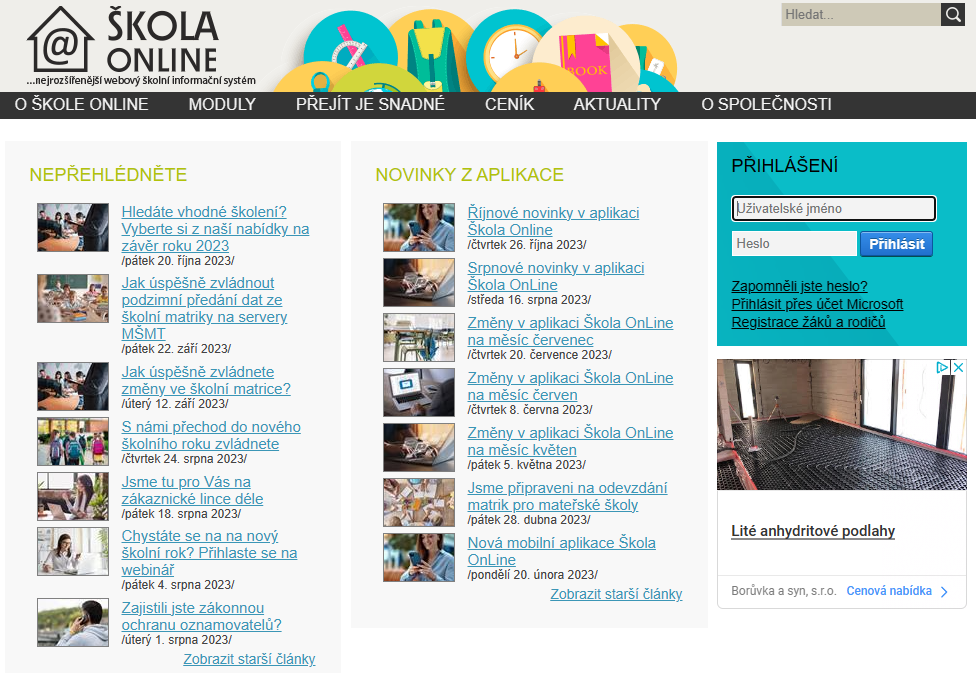 ŠKOLA
ONLINE
...nejrozšířenější webový školní informační systém
BOOK
Hledat...
O ŠKOLE ONLINE MODULY PŘEJÍT JE SNADNÉ CENÍK AKTUALITY O SPOLEČNOSTI
NEPŘEHLÉDNĚTE
Hledáte vhodné školení?
Vyberte si z naší nabídky na
závěr roku 2023
/pátek 20. října 2023/
Jak úspěšně zvládnout
podzimní předání dat ze
školní matriky na servery
MŠMT
/pátek 22. září 2023/
Jak úspěšně zvládnete
změny ve školní matrice?
/úterý 12. září 2023/
S námi přechod do nového
školního roku zvládnete
/čtvrtek 24. srpna 2023/
Jsme tu pro Vás na
zákaznické lince déle
/pátek 18. srpna 2023/
Chystáte se na na nový
školní rok? Přihlaste se na
webinář
/pátek 4. srpna 2023/
Zajistili jste zákonnou
ochranu oznamovatelů?
/úterý 1. srpna 2023/
Zobrazit starší články
NOVINKY Z APLIKACE
Říjnové novinky v aplikaci
Škola Online
/čtvrtek 26. října 2023/
Srpnové novinky v aplikaci
Škola OnLine
/středa 16. srpna 2023/
Změny v aplikaci Škola OnLine
na měsíc červenec
/čtvrtek 20. července 2023/
Změny v aplikaci Škola OnLine
na měsíc červen
/čtvrtek 8. června 2023/
Změny v aplikaci Škola OnLine
na měsíc květen
/pátek 5. května 2023/
Jsme připraveni na odevzdání
matrik pro mateřské školy
/pátek 28. dubna 2023/
Nová mobilní aplikace Škola
OnLine
/pondělí 20. února 2023/
Zobrazit starší články
PŘIHLÁŠENÍ
Uživatelské jméno
Heslo Přihlásit
Zapomněli jste heslo?
Přihlásit přes účet Microsoft
Registrace žáků a rodičů
Lité anhydritové podlahy
Borůvka a syn, s.r.o. Cenová nabídka